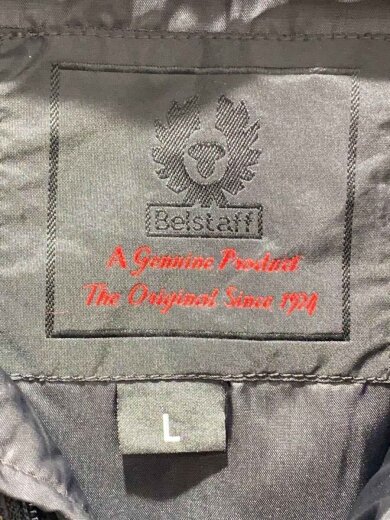 Belstaff
A Genuine Product
The Original Since 1924
L